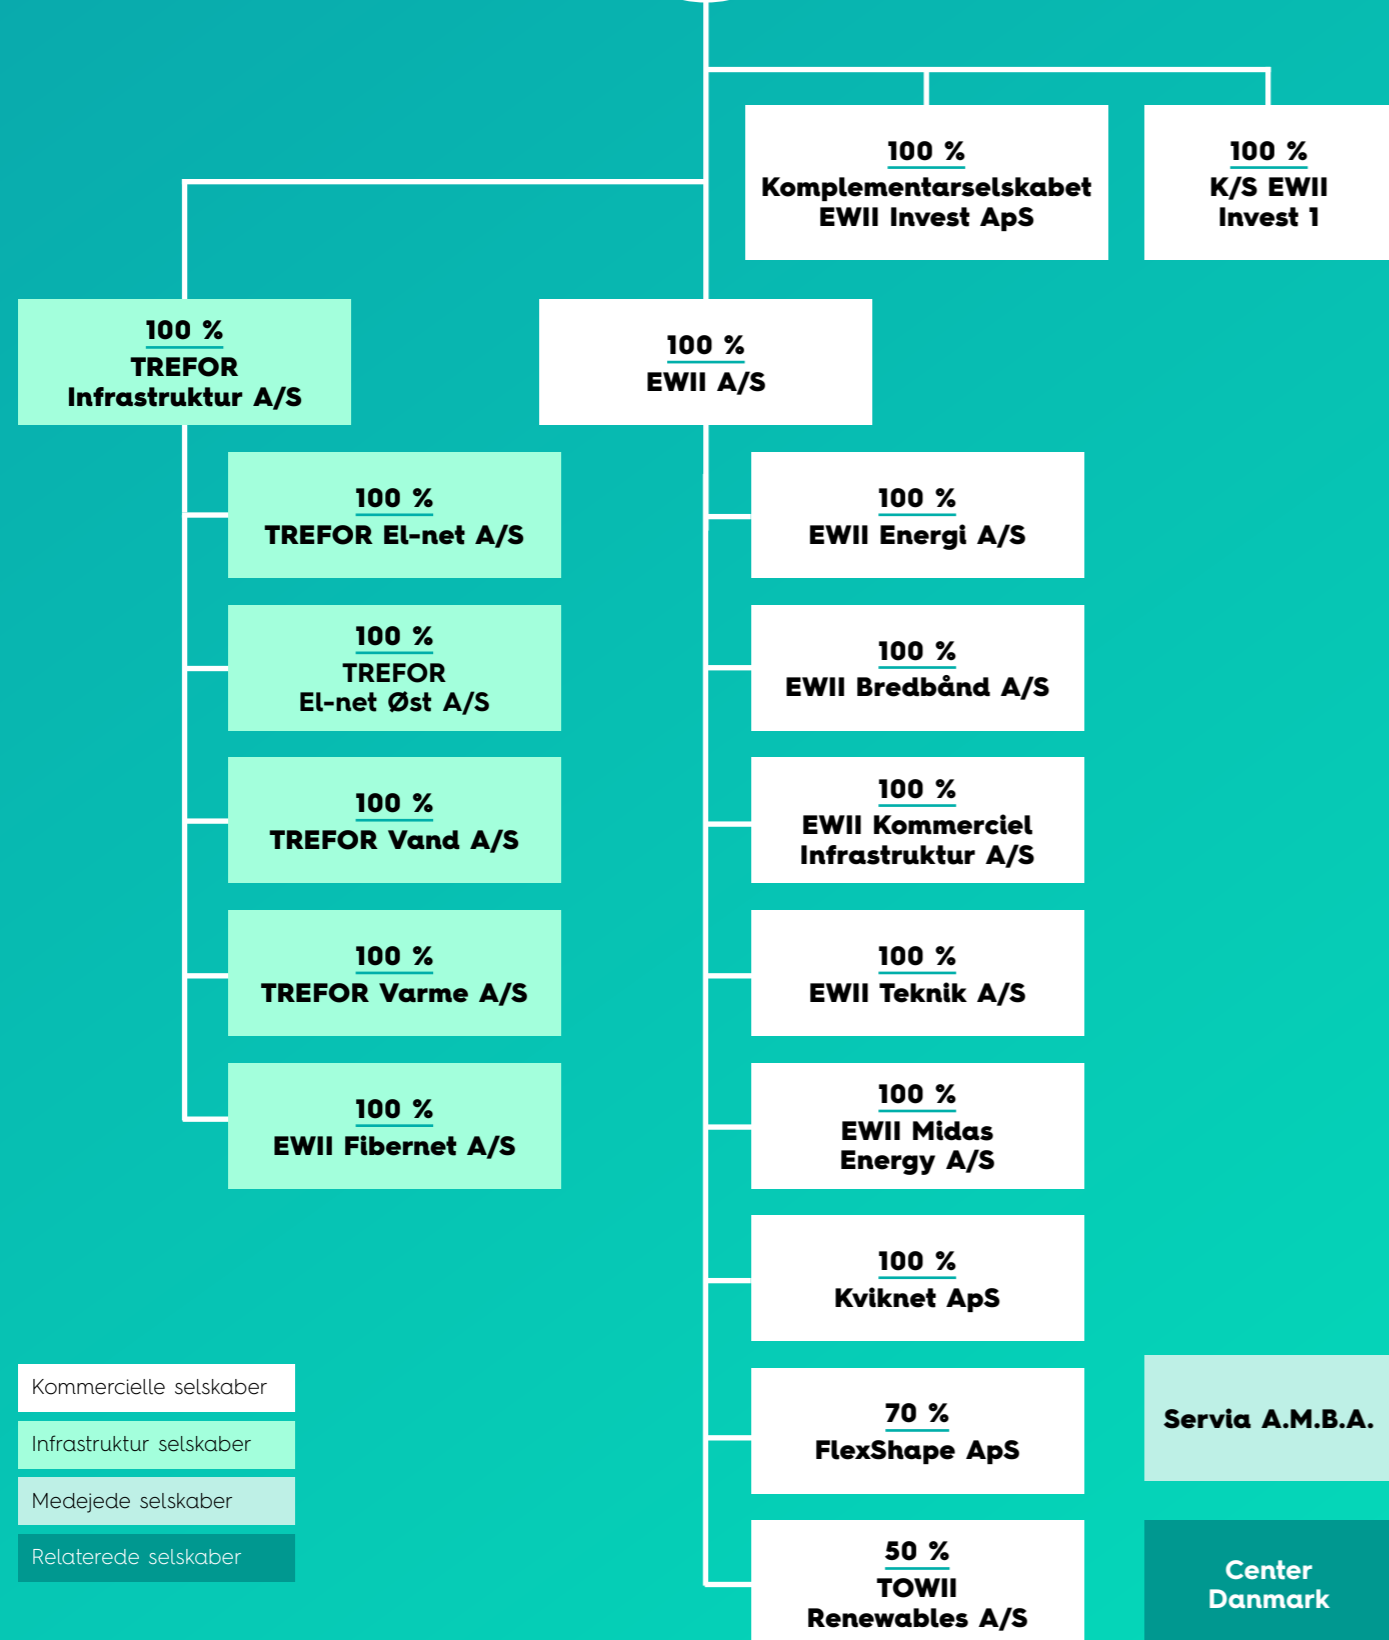 100 %
Komplementarselskabet
EWII Invest ApS
100 %
K/S EWII
Invest 1
100 %
TREFOR
Infrastruktur A/S
100 %
EWII A/S
100 %
TREFOR El-net A/S
100 %
TREFOR
El-net Øst A/S
100 %
TREFOR Vand A/S
100 %
TREFOR Varme A/S
100 %
EWII Fibernet A/S
100 %
EWII Energi A/S
100 %
EWII Bredbånd A/S
100 %
EWII Kommerciel
Infrastruktur A/S
100 %
EWII Teknik A/S
100 %
EWII Midas
Energy A/S
100 %
Kviknet ApS
70 %
FlexShape ApS
50 %
TOWII
Renewables A/S
Servia A.M.B.A.
Center
Danmark
Kommercielle selskaber
Infrastruktur selskaber
Medejede selskaber
Relaterede selskaber